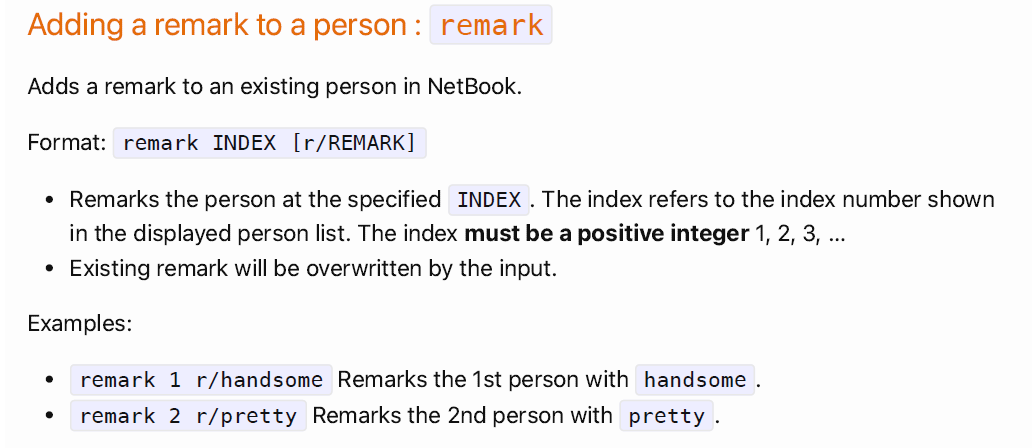 Adding a remark to a person : remark
Adds a remark to an existing person in NetBook.
Format: remark INDEX [r/REMARK]
• Remarks the person at the specified INDEX. The index refers to the index number shown
in the displayed person list. The index must be a positive integer 1, 2, 3, …
• Existing remark will be overwritten by the input.
Examples:
• remark 1 r/handsome Remarks the 1st person with handsome.
• remark 2 r/pretty Remarks the 2nd person with pretty.